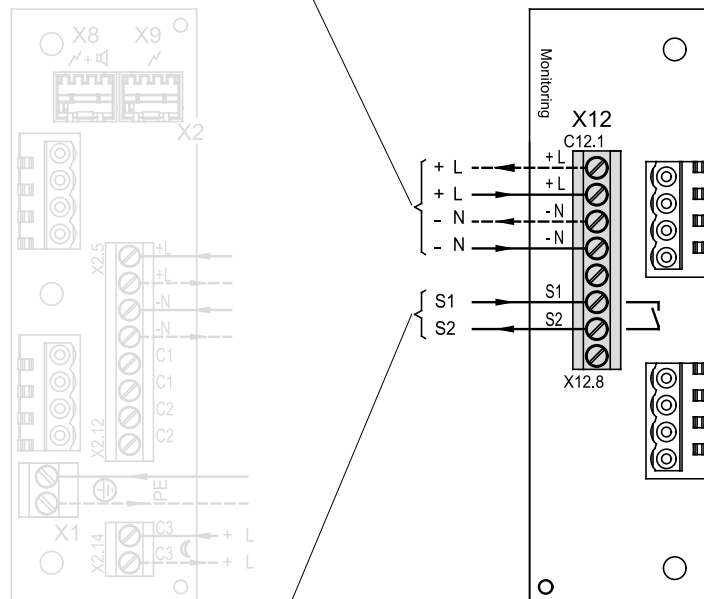 X8 X9
+
X2
X2.5
+L
+L
-N
-N
C1
C1
C2
C2
X2.12
PE
X1
X2.14
C3 + L
C3 + L
Monitoring
X12
C12.1
+ L +L
+ L +L
- N -N
- N -N
S1 S1
S2 S2
X12.8